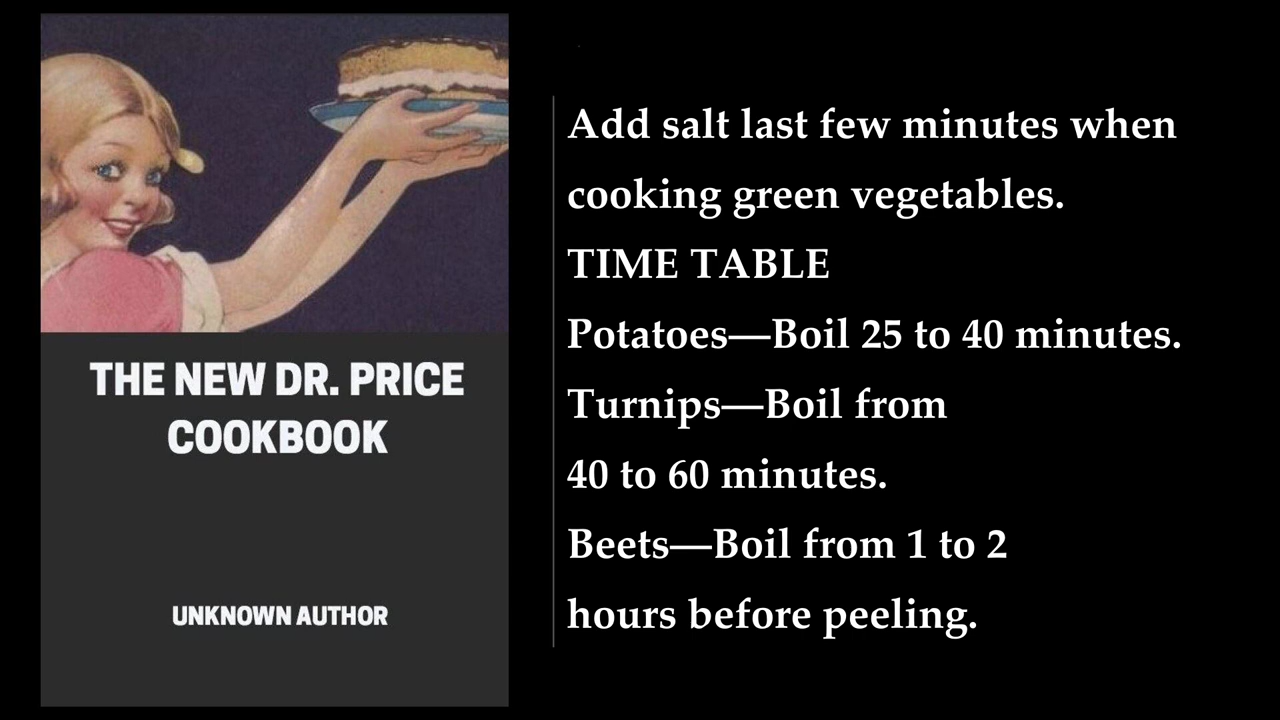 THE NEW DR. PRICE
COOKBOOK
UNKNOWN AUTHOR
Add salt last few minutes when
cooking green vegetables.
TIME TABLE
Potatoes—Boil 25 to 40 minutes.
Turnips—Boil from
40 to 60 minutes.
Beets—Boil from 1 to 2
hours before peeling.